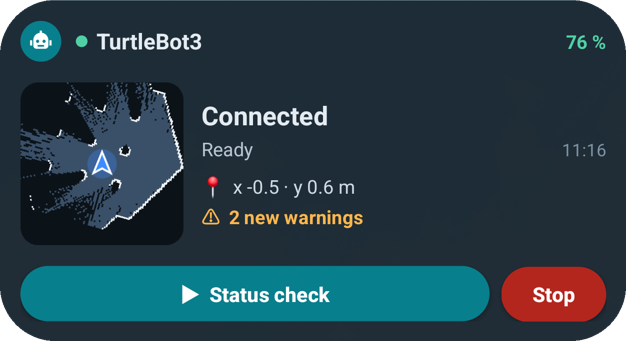 TurtleBot3
76 %
Connected
Ready
11:16
x -0.5 · y 0.6 m
2 new warnings
Status check
Stop